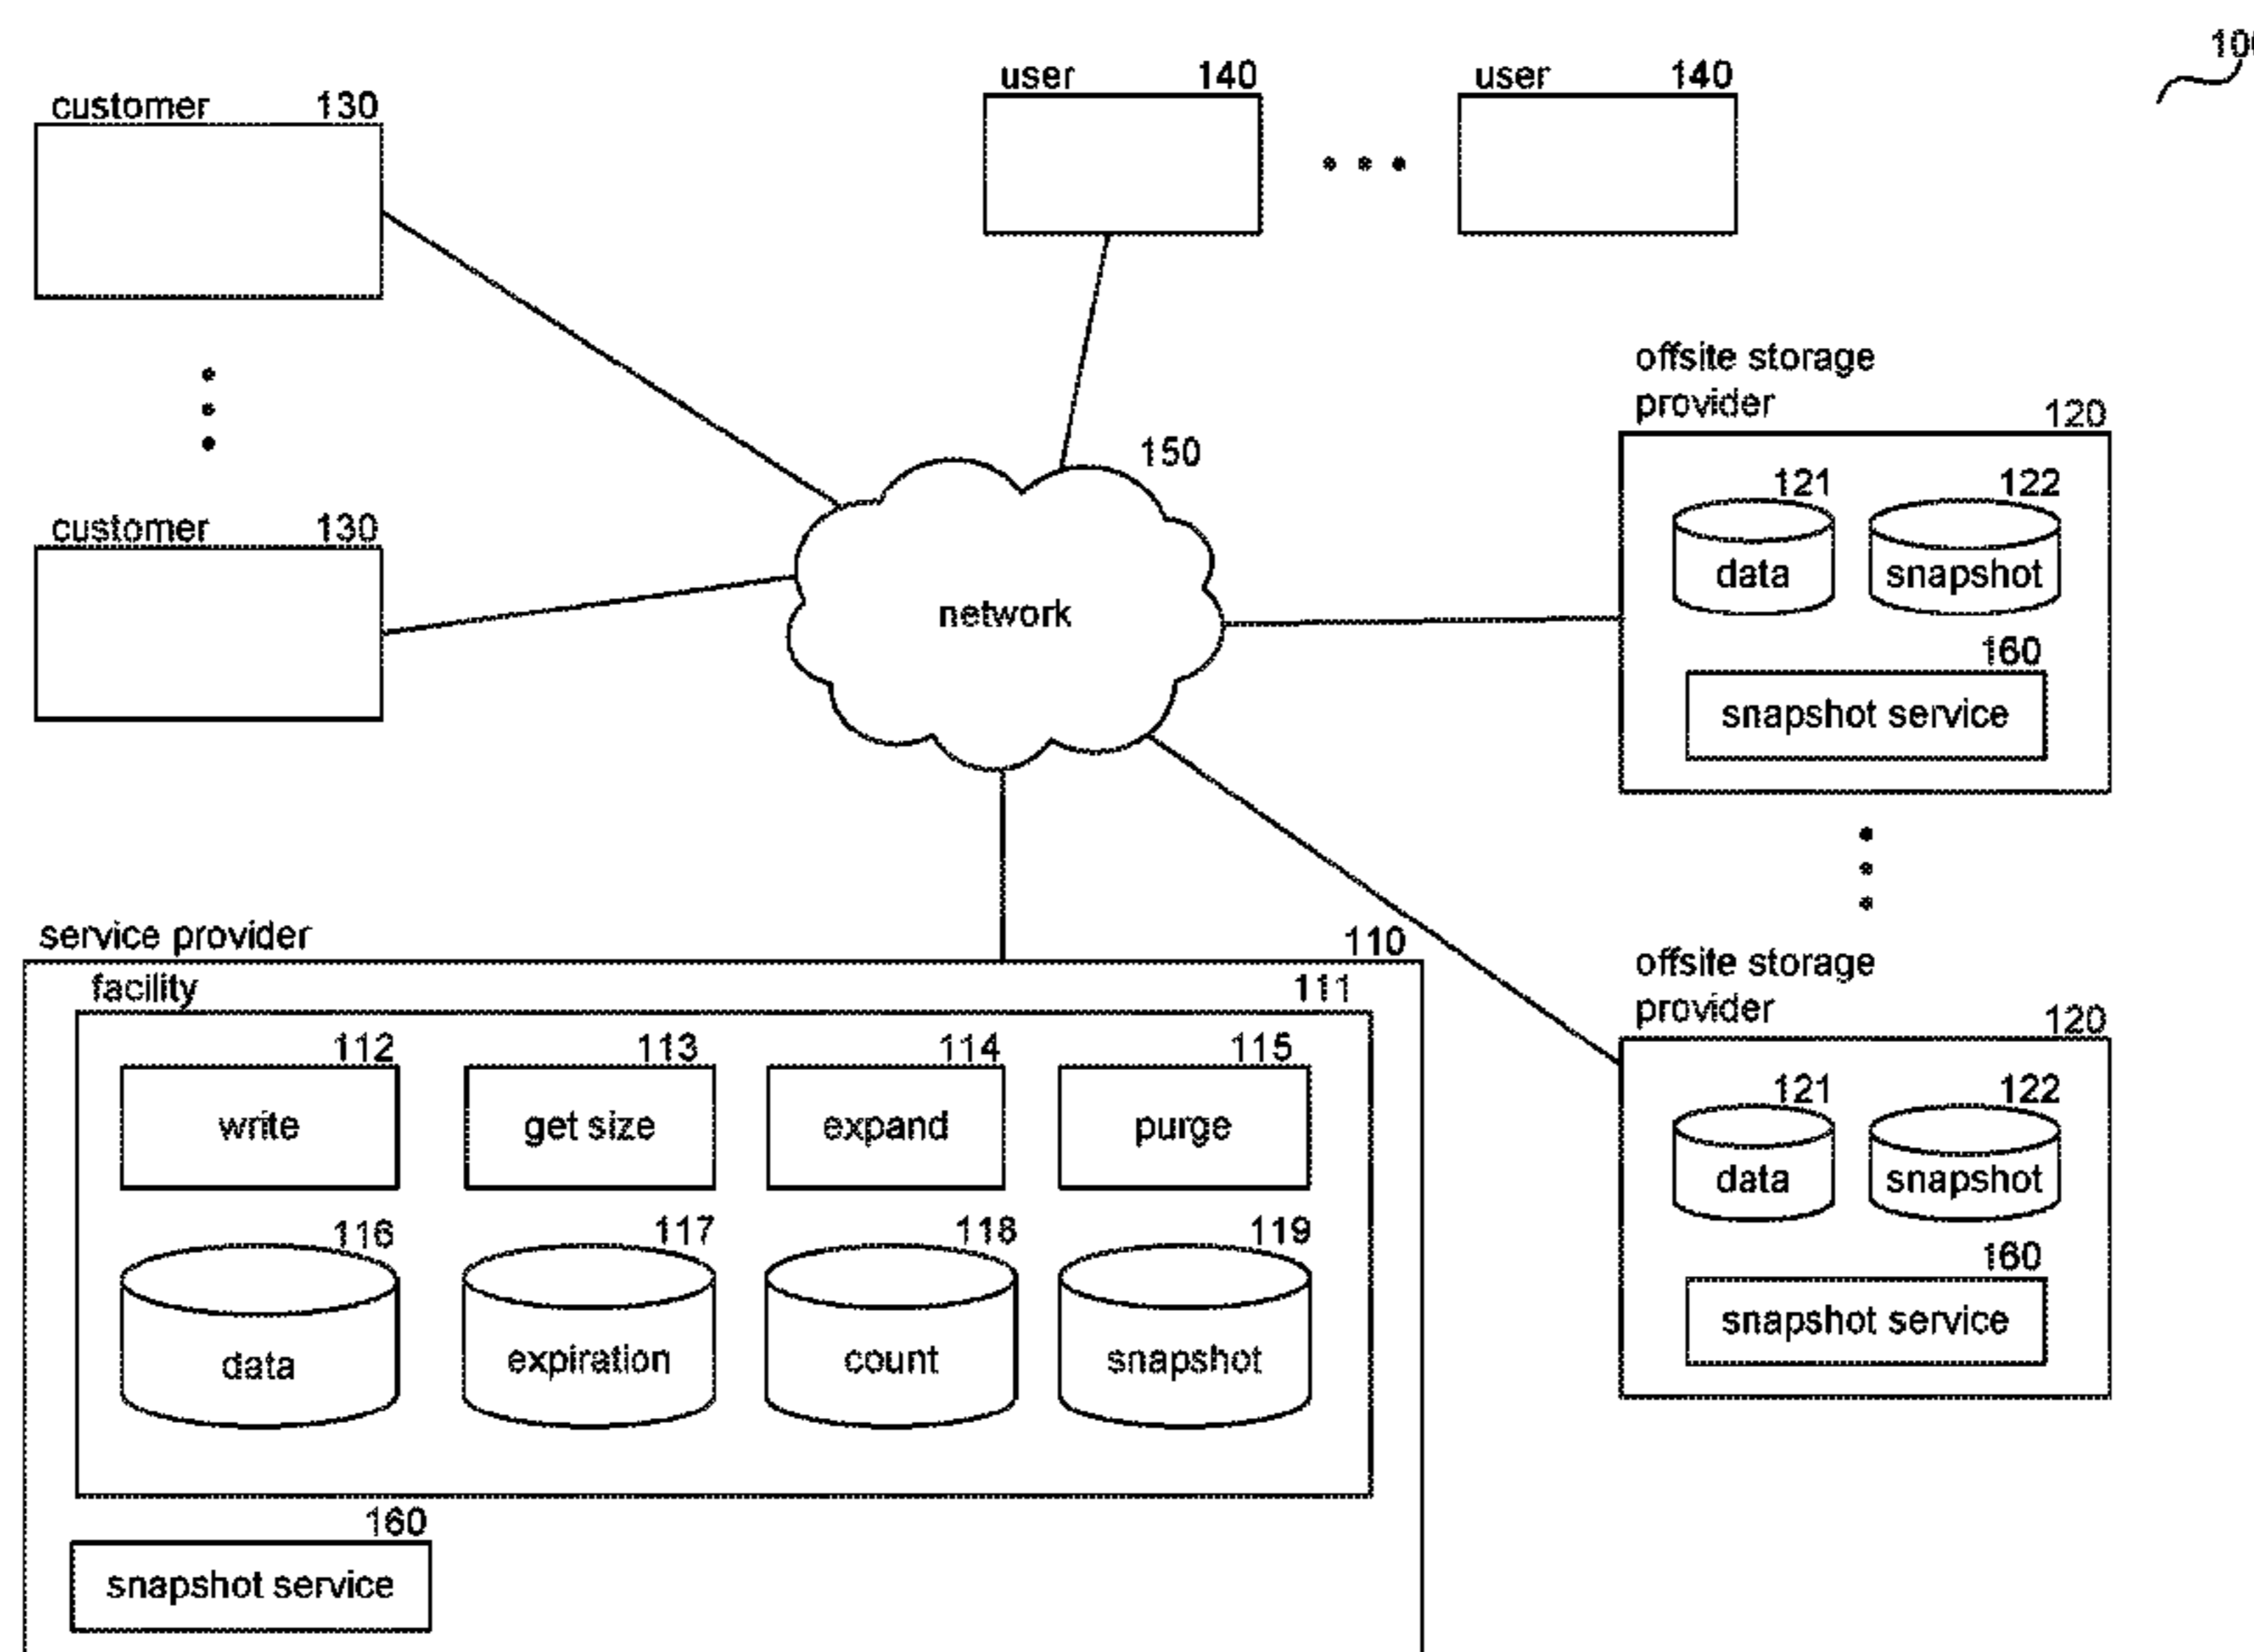 100
user 140
user 140
customer 130
customer 130
150
network
offsite storage
provider 120
121 122
data snapshot
160
snapshot service
service provider 110
facility 111
112 113 114 115
write get size expand purge
116 117 118 119
data expiration count snapshot
160
snapshot service
offsite storage
provider 120
121 122
data snapshot
160
snapshot service